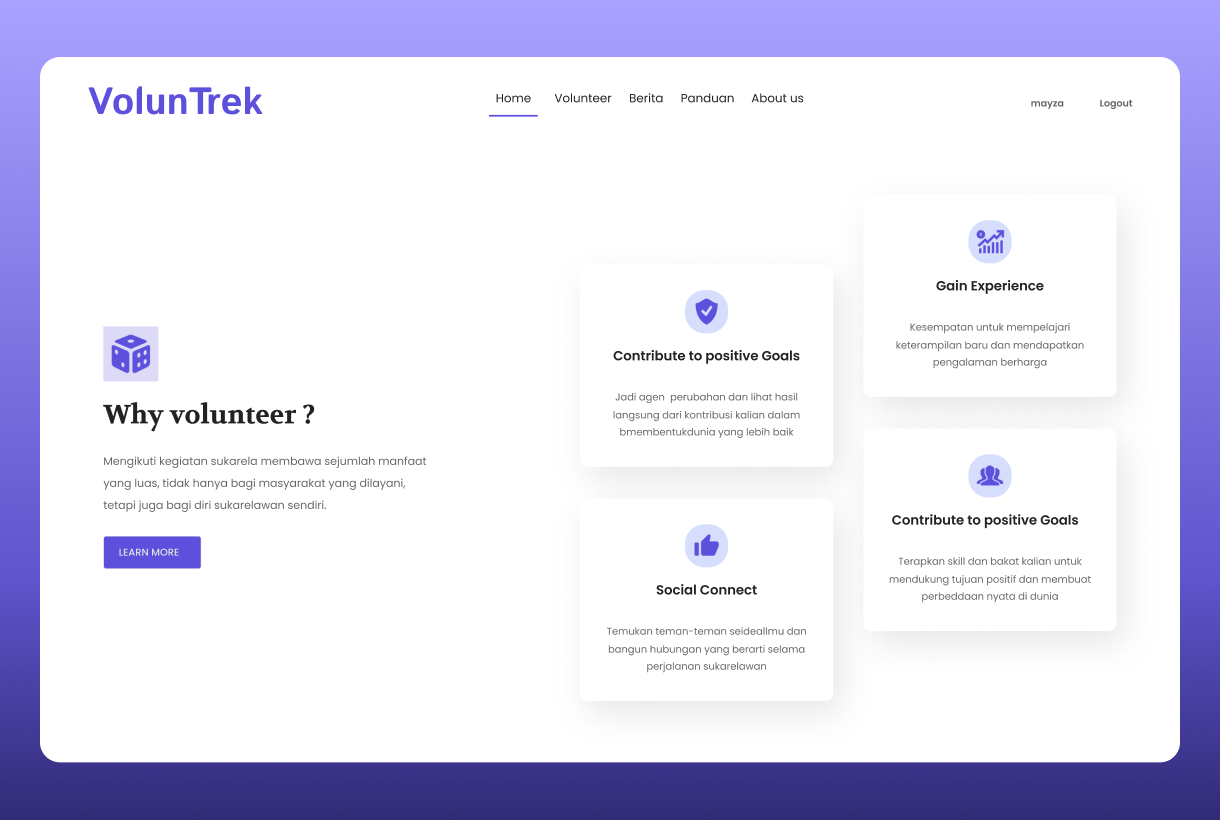 VolunTrek
Home Volunteer Berita Panduan About us
mayza Logout
Why volunteer ?
Mengikuti kegiatan sukarela membawa sejumlah manfaat
yang luas, tidak hanya bagi masyarakat yang dilayani,
tetapi juga bagi diri sukarelawan sendiri.
LEARN MORE
Contribute to positive Goals
Jadi agen  perubahan dan lihat hasil
langsung dari kontribusi kalian dalam
bmembentukdunia yang lebih baik
Social Connect
Temukan teman-teman seideallmu dan
bangun hubungan yang berarti selama
perjalanan sukarelawan
Gain Experience
Kesempatan untuk mempelajari
keterampilan baru dan mendapatkan
pengalaman berharga
Contribute to positive Goals
Terapkan skill dan bakat kalian untuk
mendukung tujuan positif dan membuat
perbeddaan nyata di dunia